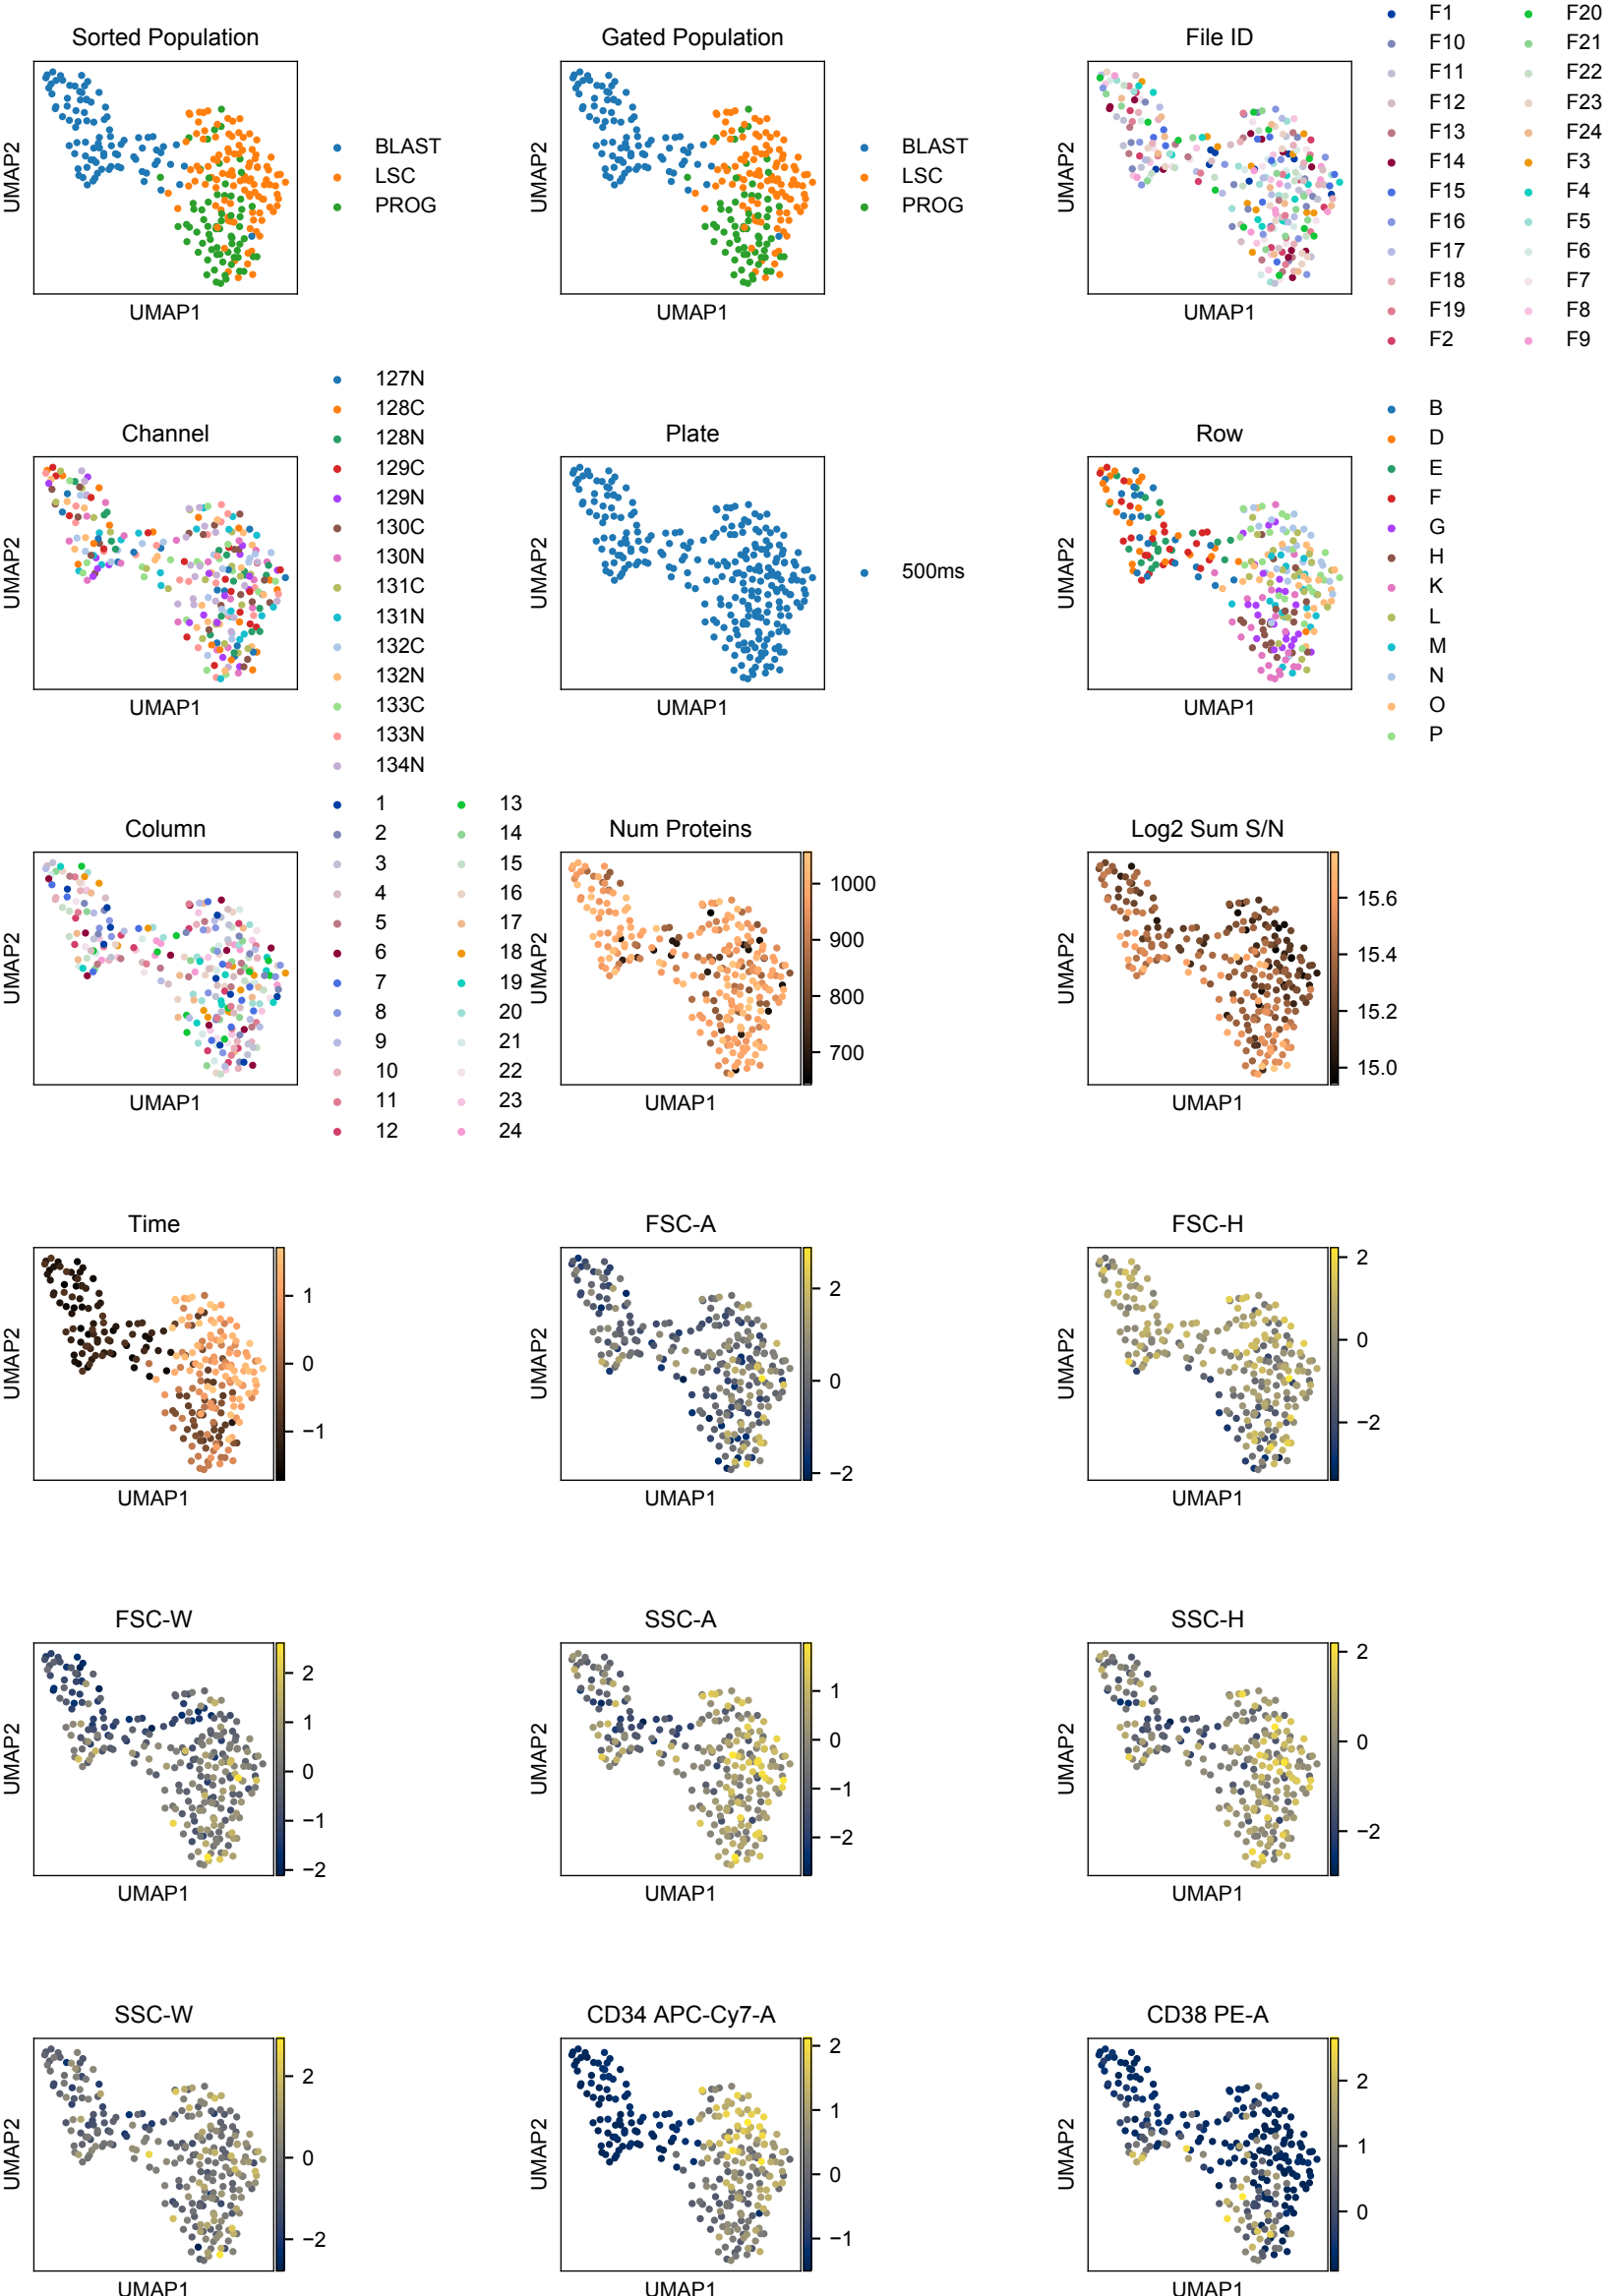 Sorted Population
UMAP2
UMAP1
BLAST
LSC
PROG
Gated Population
UMAP2
UMAP1
BLAST
LSC
PROG
File ID
UMAP2
UMAP1
F1 F20
F10 F21
F11 F22
F12 F23
F13 F24
F14 F3
F15 F4
F16 F5
F17 F6
F18 F7
F19 F8
F2 F9
Channel
UMAP2
UMAP1
127N
128C
128N
129C
129N
130C
130N
131C
131N
132C
132N
133C
133N
134N
Plate
UMAP2
UMAP1
500ms
Row
UMAP2
UMAP1
B
D
E
F
G
H
K
L
M
N
O
P
Column
UMAP2
UMAP1
1 13
2 14
3 15
4 16
5 17
6 18
7 19
8 20
9 21
10 22
11 23
12 24
Num Proteins
UMAP2
UMAP1
1000
900
800
700
Log2 Sum S/N
UMAP2
UMAP1
15.6
15.4
15.2
15.0
Time
UMAP2
UMAP1
1
0
−1
FSC-A
UMAP2
UMAP1
2
0
−2
FSC-H
UMAP2
UMAP1
2
0
−2
FSC-W
UMAP2
UMAP1
2
1
0
−1
−2
SSC-A
UMAP2
UMAP1
1
0
−1
−2
SSC-H
UMAP2
UMAP1
2
0
−2
SSC-W
UMAP2
UMAP1
2
0
−2
CD34 APC-Cy7-A
UMAP2
UMAP1
2
1
0
−1
CD38 PE-A
UMAP2
UMAP1
2
1
0